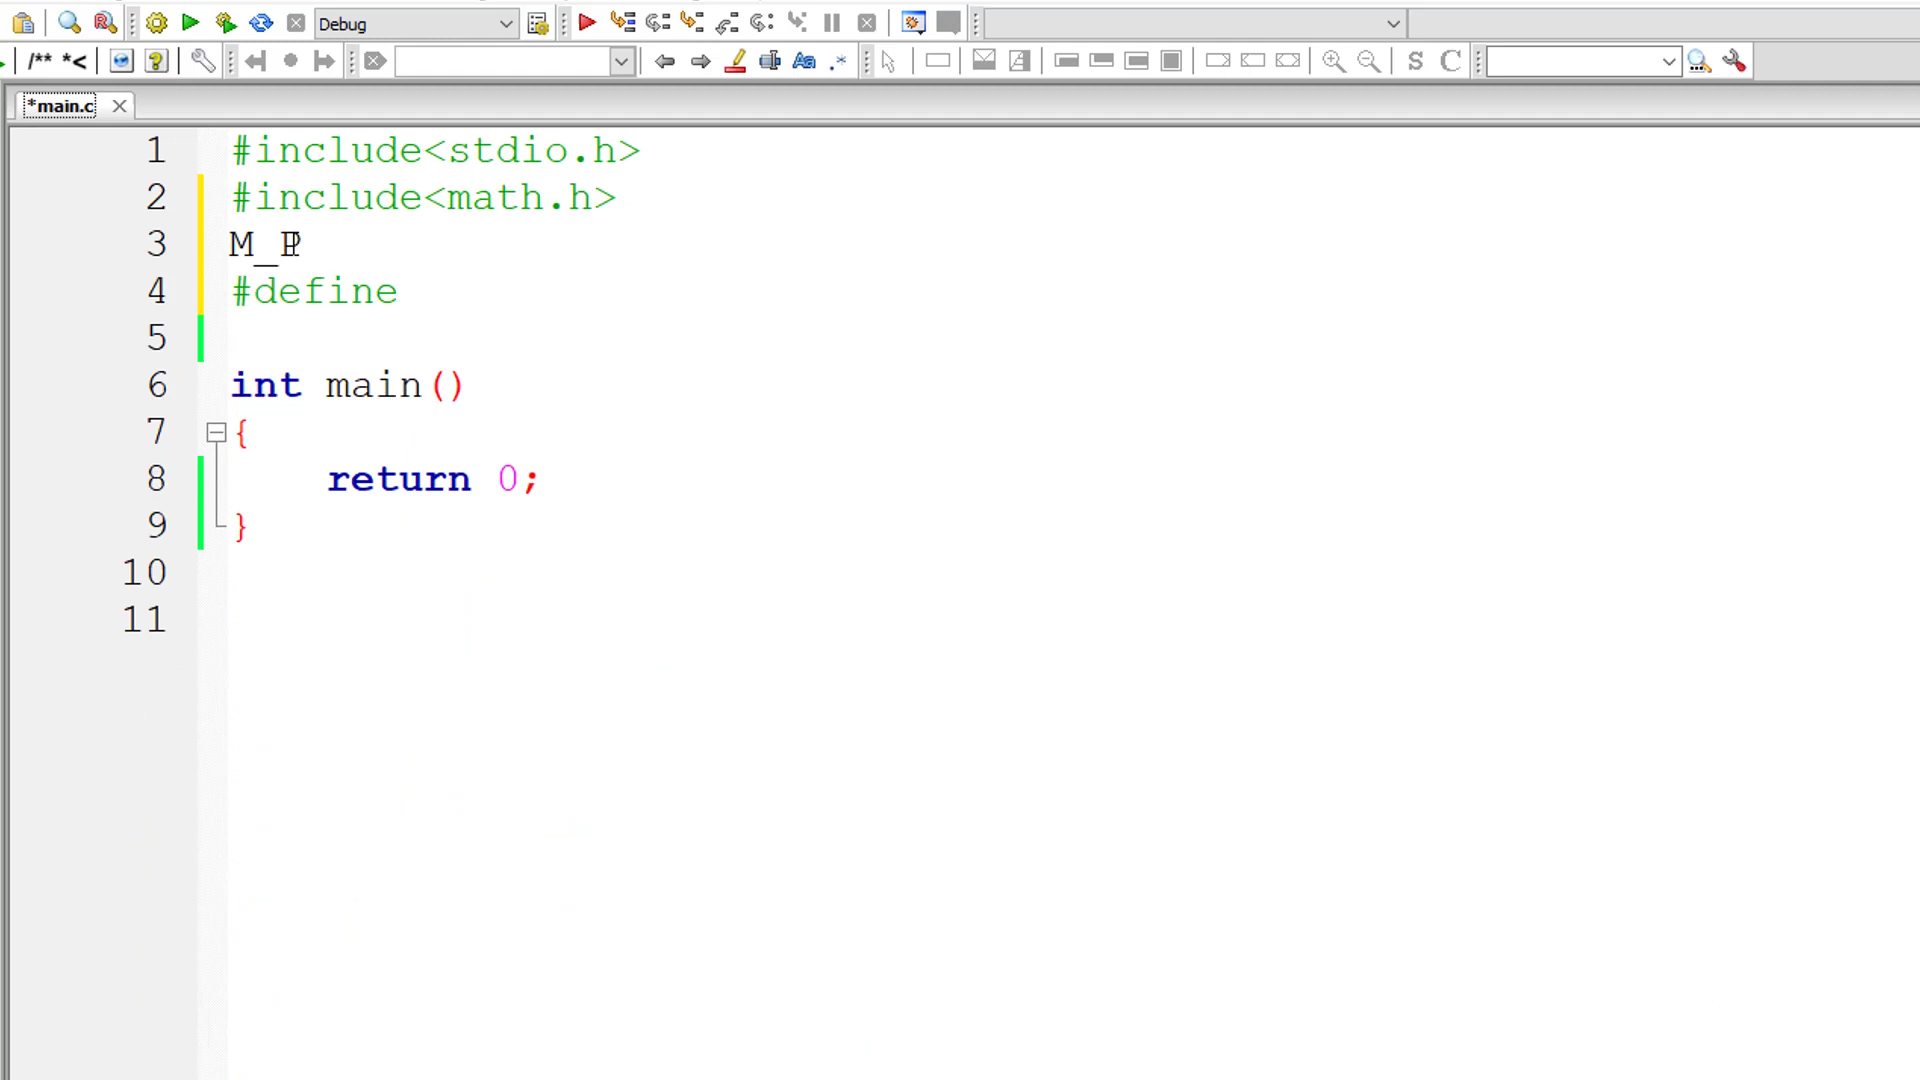 Debug
/** *<
Aa .*
S C
*main.c
1 #include<stdio.h>
2 #include<math.h>
3 M_P
4 #define
5
6 int main()
7 {
8 return 0;
9 }
10
11